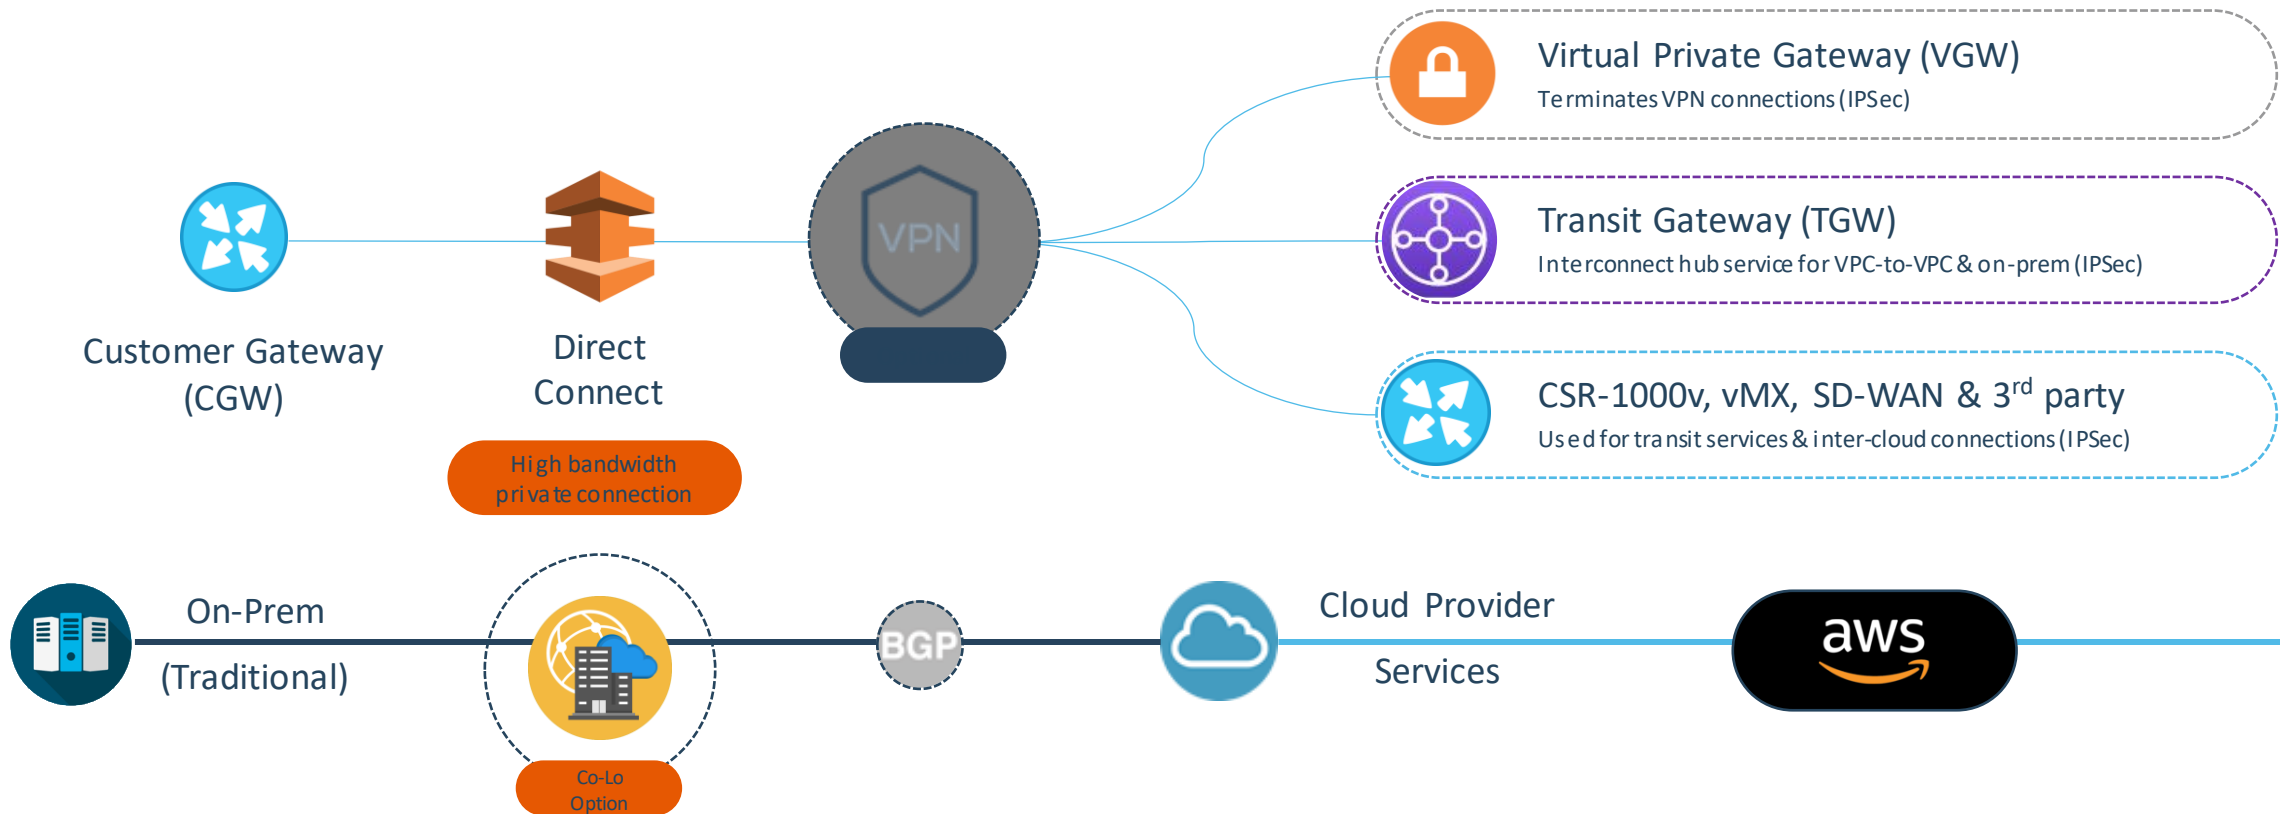 Virtual Private Gateway (VGW)
Terminates VPN connections (IPSec)
VPN
Transit Gateway (TGW)
Interconnect hub service for VPC-to-VPC & on-prem (IPSec)
Customer Gateway
(CGW)
Direct
Connect
CSR-1000v, vMX, SD-WAN & 3rd party
Used for transit services & inter-cloud connections (IPSec)
High bandwidth
private connection
On-Prem
(Traditional)
BGP
Cloud Provider
Services
aws
Co-Lo
Option